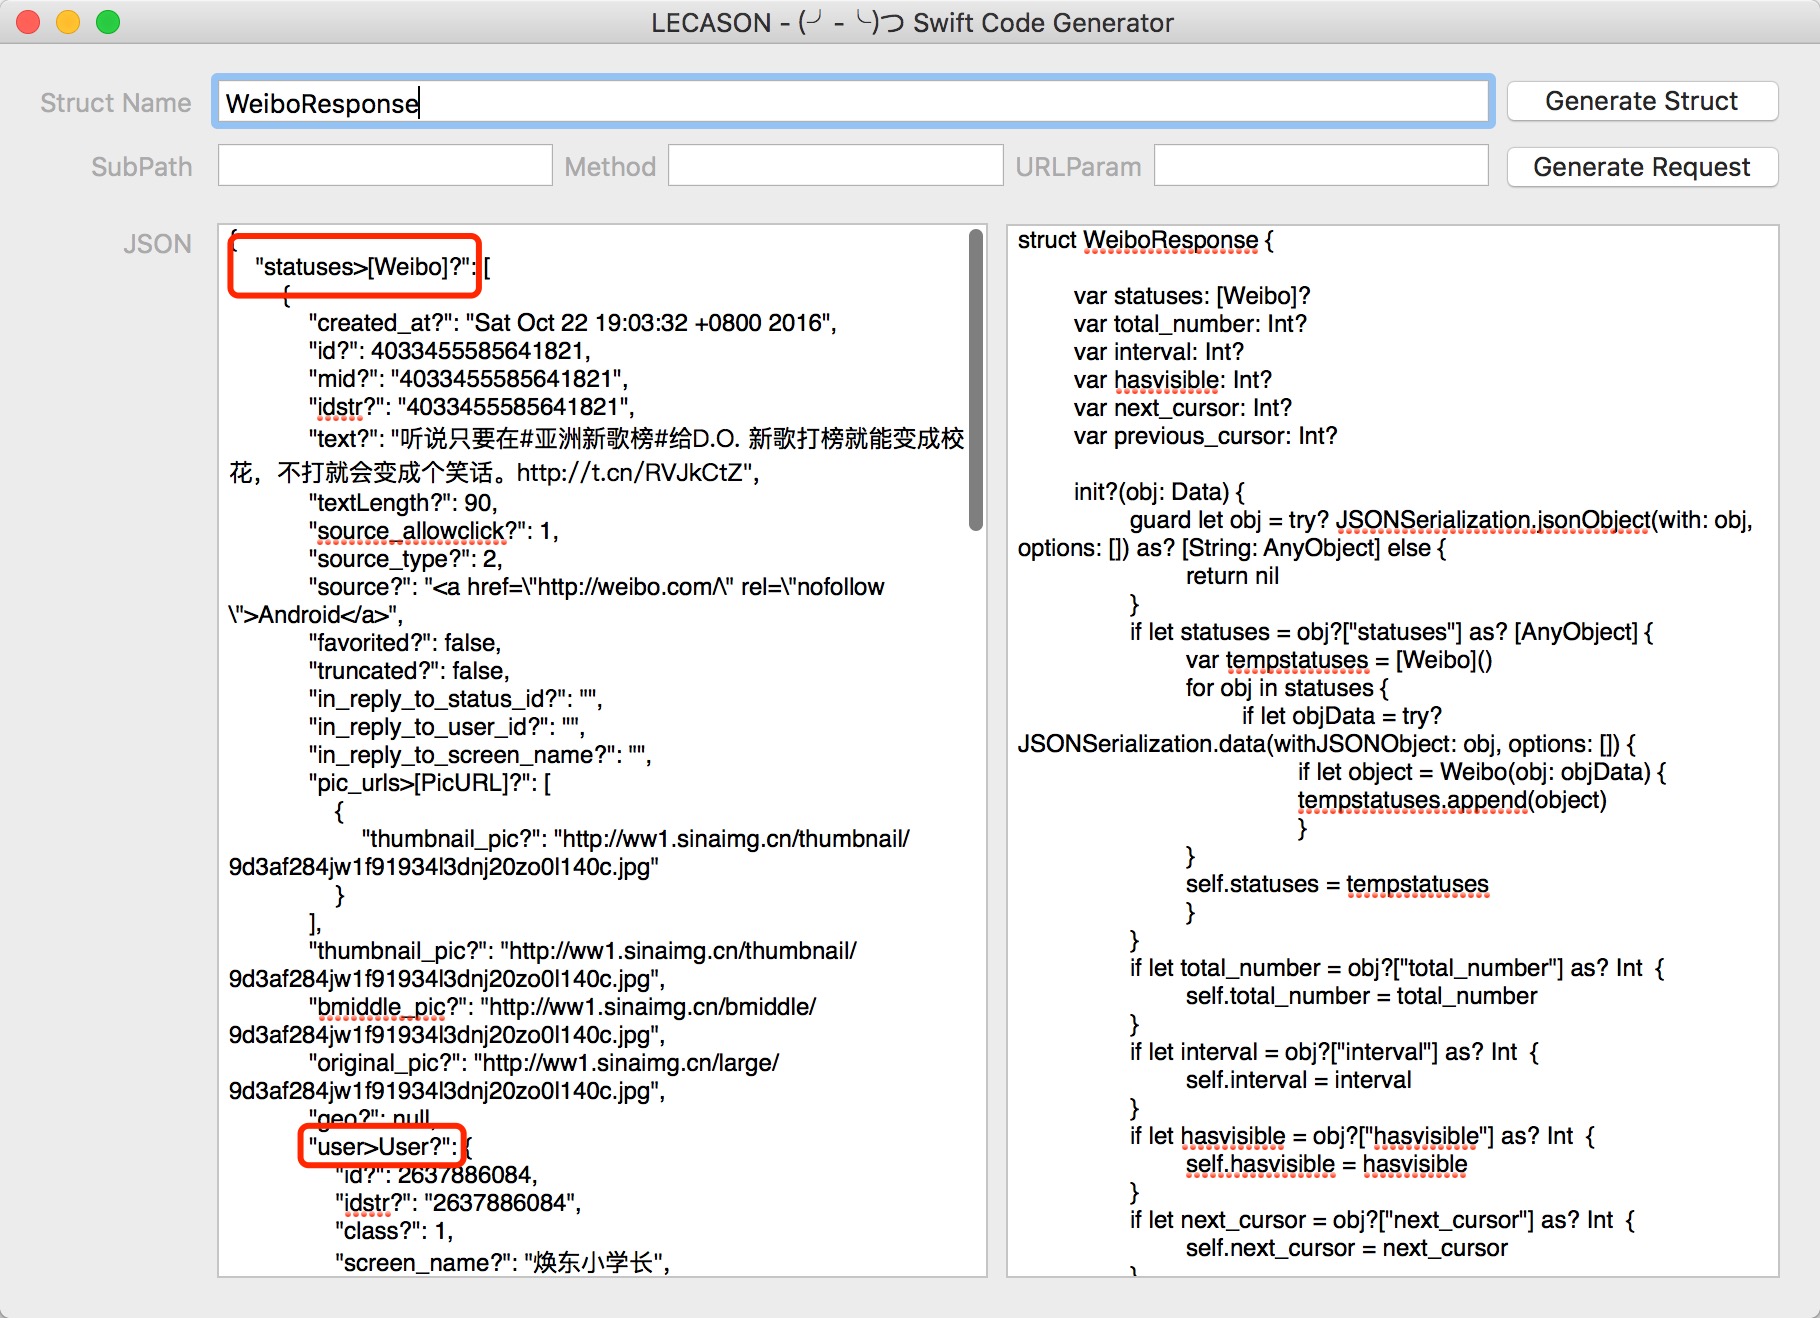 LECASON - (╯ - ╰)つ Swift Code Generator
Struct Name WeiboResponse Generate Struct
SubPath Method URLParam Generate Request
JSON
{
"statuses>[Weibo]?": [
{
"created_at?": "Sat Oct 22 19:03:32 +0800 2016",
"id?": 4033455585641821,
"mid?": "4033455585641821",
"idstr?": "4033455585641821",
"text?": "听说只要在#亚洲新歌榜#给D.O. 新歌打榜就能变成校
花，不打就会变成个笑话。http://t.cn/RVJkCtZ",
"textLength?": 90,
"source_allowclick?": 1,
"source_type?": 2,
"source?": "<a href=\"http://weibo.com/\" rel=\"nofollow
\">Android</a>",
"favorited?": false,
"truncated?": false,
"in_reply_to_status_id?": "",
"in_reply_to_user_id?": "",
"in_reply_to_screen_name?": "",
"pic_urls>[PicURL]?": [
{
"thumbnail_pic?": "http://ww1.sinaimg.cn/thumbnail/
9d3af284jw1f91934l3dnj20zo0l140c.jpg"
}
],
"thumbnail_pic?": "http://ww1.sinaimg.cn/thumbnail/
9d3af284jw1f91934l3dnj20zo0l140c.jpg",
"bmiddle_pic?": "http://ww1.sinaimg.cn/bmiddle/
9d3af284jw1f91934l3dnj20zo0l140c.jpg",
"original_pic?": "http://ww1.sinaimg.cn/large/
9d3af284jw1f91934l3dnj20zo0l140c.jpg",
"geo?": null,
"user>User?": {
"id?": 2637886084,
"idstr?": "2637886084",
"class?": 1,
"screen_name?": "焕东小学长",
struct WeiboResponse {
var statuses: [Weibo]?
var total_number: Int?
var interval: Int?
var hasvisible: Int?
var next_cursor: Int?
var previous_cursor: Int?
init?(obj: Data) {
guard let obj = try? JSONSerialization.jsonObject(with: obj,
options: []) as? [String: AnyObject] else {
return nil
}
if let statuses = obj?["statuses"] as? [AnyObject] {
var tempstatuses = [Weibo]()
for obj in statuses {
if let objData = try?
JSONSerialization.data(withJSONObject: obj, options: []) {
if let object = Weibo(obj: objData) {
tempstatuses.append(object)
}
}
self.statuses = tempstatuses
}
}
if let total_number = obj?["total_number"] as? Int {
self.total_number = total_number
}
if let interval = obj?["interval"] as? Int {
self.interval = interval
}
if let hasvisible = obj?["hasvisible"] as? Int {
self.hasvisible = hasvisible
}
if let next_cursor = obj?["next_cursor"] as? Int {
self.next_cursor = next_cursor
}